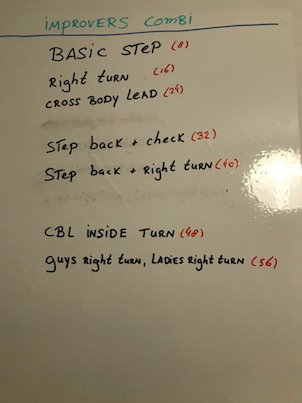 IMPROVERS COMBI
BASIC STEP (8)
Right turn (16)
CROSS BODY LEAD (24)
STep back + check (32)
STep back + Right turn (40)
CBL INSIDE TURN (48)
guys Right turn, LADIES Right turn (56)